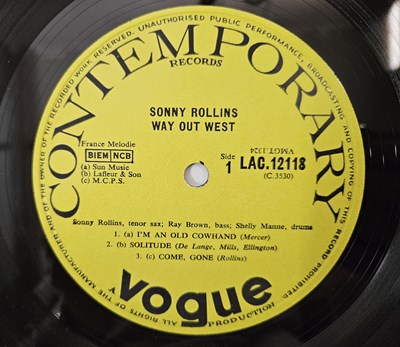 UNAUTHORISED PUBLIC PERFORMANCE, BROADCASTING AND COPYING OF THIS RECORD PROHIBITED.
ALL RIGHTS OF THE MANUFACTURER AND OF THE OWNER OF THE RECORDED WORK RESERVED.
CONTEMPORARY
RECORDS
SONNY ROLLINS
WAY OUT WEST
France Melodie
BIEM NCB
(a) Sun Music
(b) Lafleur & Son
(c) M.C.P.S.
Side
1
LAC.12118
(C.3530)
VMGT.1124
Sonny Rollins, tenor sax; Ray Brown, bass; Shelly Manne, drums
1. (a) I'M AN OLD COWHAND (Mercer)
2. (b) SOLITUDE (De Lange, Mills, Ellington)
3. (c) COME, GONE (Rollins)
vogue
PRODUCTION